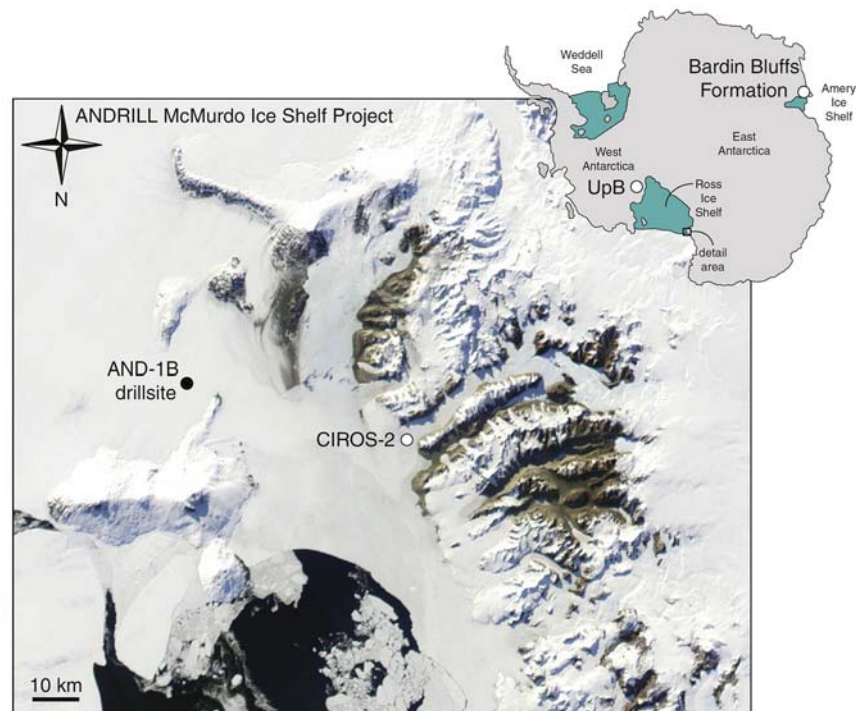 Weddell
Sea
Bardin Bluffs
Formation
Amery
Ice
Shelf
East
Antarctica
West
Antarctica
UpB
Ross
Ice
Shelf
detail
area
ANDRILL McMurdo Ice Shelf Project
N
AND-1B
drillsite
CIROS-2
10 km